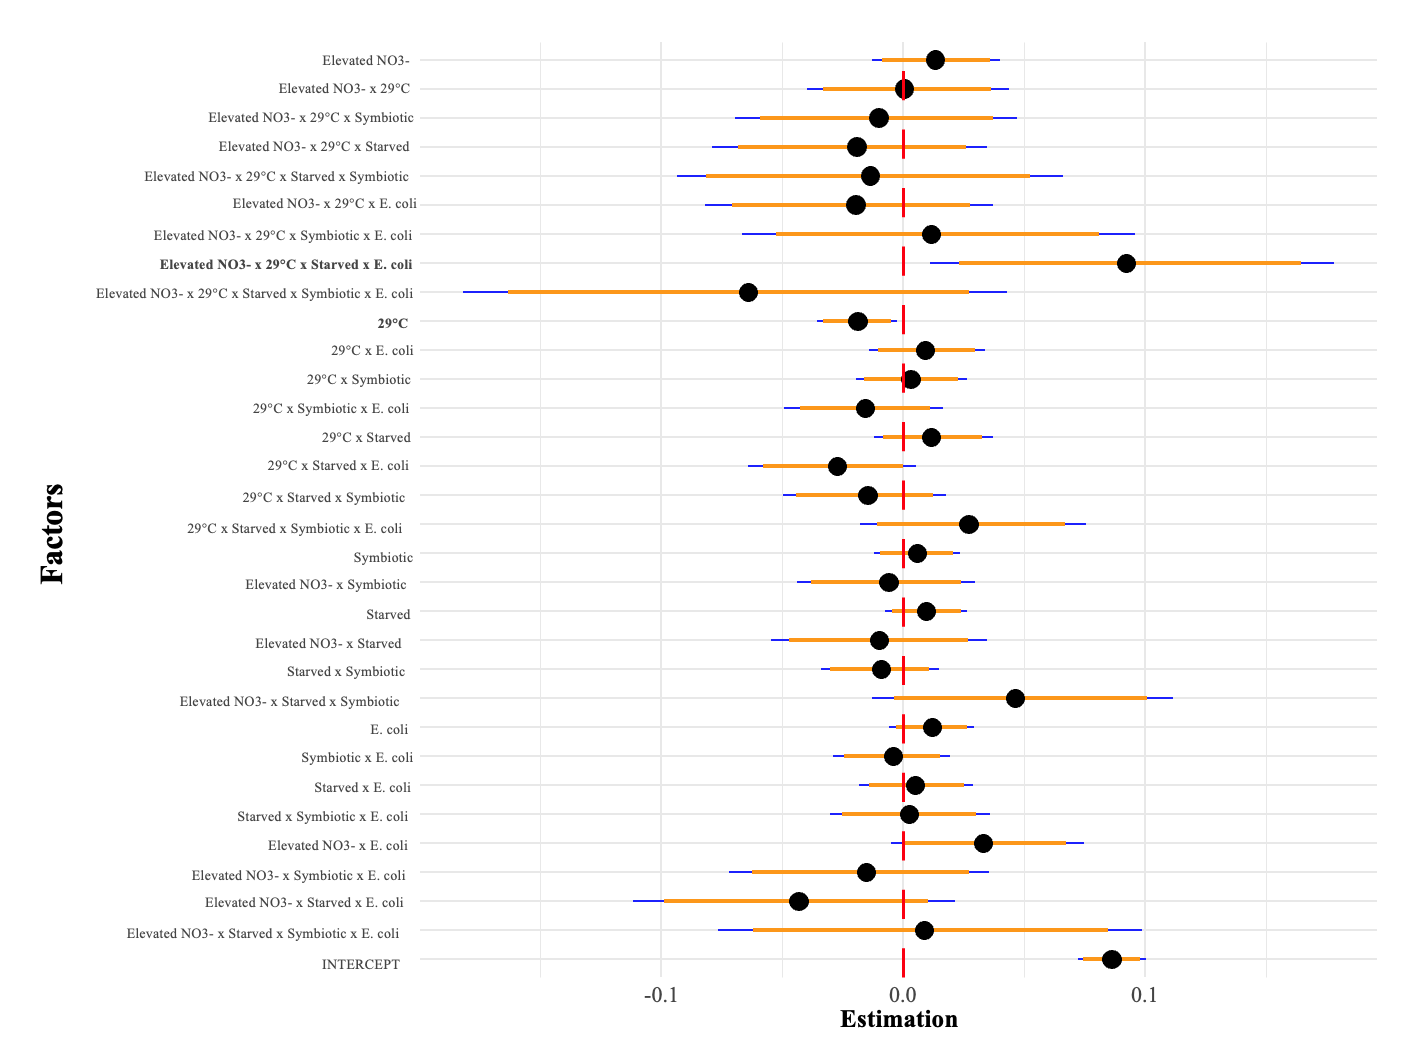 Elevated NO3-
Elevated NO3- x 29°C
Elevated NO3- x 29°C x Symbiotic
Elevated NO3- x 29°C x Starved
Elevated NO3- x 29°C x Starved x Symbiotic
Elevated NO3- x 29°C x E. coli
Elevated NO3- x 29°C x Symbiotic x E. coli
Elevated NO3- x 29°C x Starved x E. coli
Elevated NO3- x 29°C x Starved x Symbiotic x E. coli
29°C
29°C x E. coli
29°C x Symbiotic
29°C x Symbiotic x E. coli
29°C x Starved
29°C x Starved x E. coli
29°C x Starved x Symbiotic
29°C x Starved x Symbiotic x E. coli
Symbiotic
Elevated NO3- x Symbiotic
Starved
Elevated NO3- x Starved
Starved x Symbiotic
Elevated NO3- x Starved x Symbiotic
E. coli
Symbiotic x E. coli
Starved x E. coli
Starved x Symbiotic x E. coli
Elevated NO3- x E. coli
Elevated NO3- x Symbiotic x E. coli
Elevated NO3- x Starved x E. coli
Elevated NO3- x Starved x Symbiotic x E. coli
INTERCEPT
Factors
-0.1 0.0 0.1
Estimation